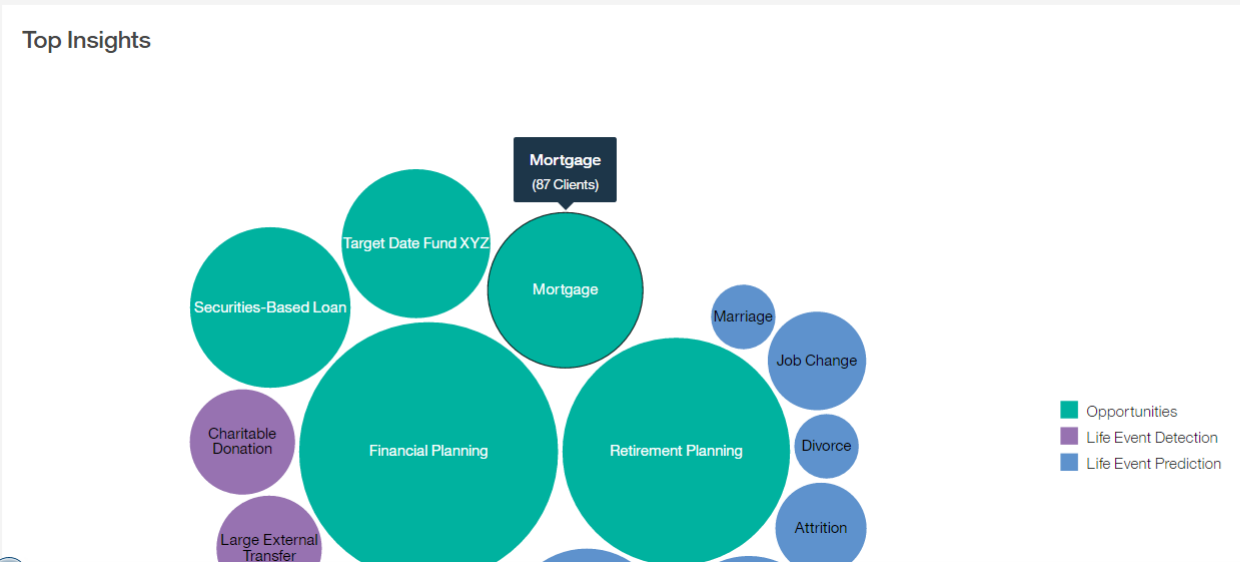 Top Insights
Mortgage
(87 Clients)
Target Date Fund XYZ
Mortgage
Securities-Based Loan
Marriage
Job Change
Opportunities
Life Event Detection
Life Event Prediction
Charitable
Donation
Financial Planning
Retirement Planning
Divorce
Attrition
Large External
Transfer